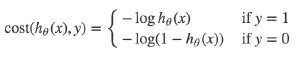 cost(hθ(x), y) = { − log hθ(x) if y = 1
− log(1 − hθ(x)) if y = 0